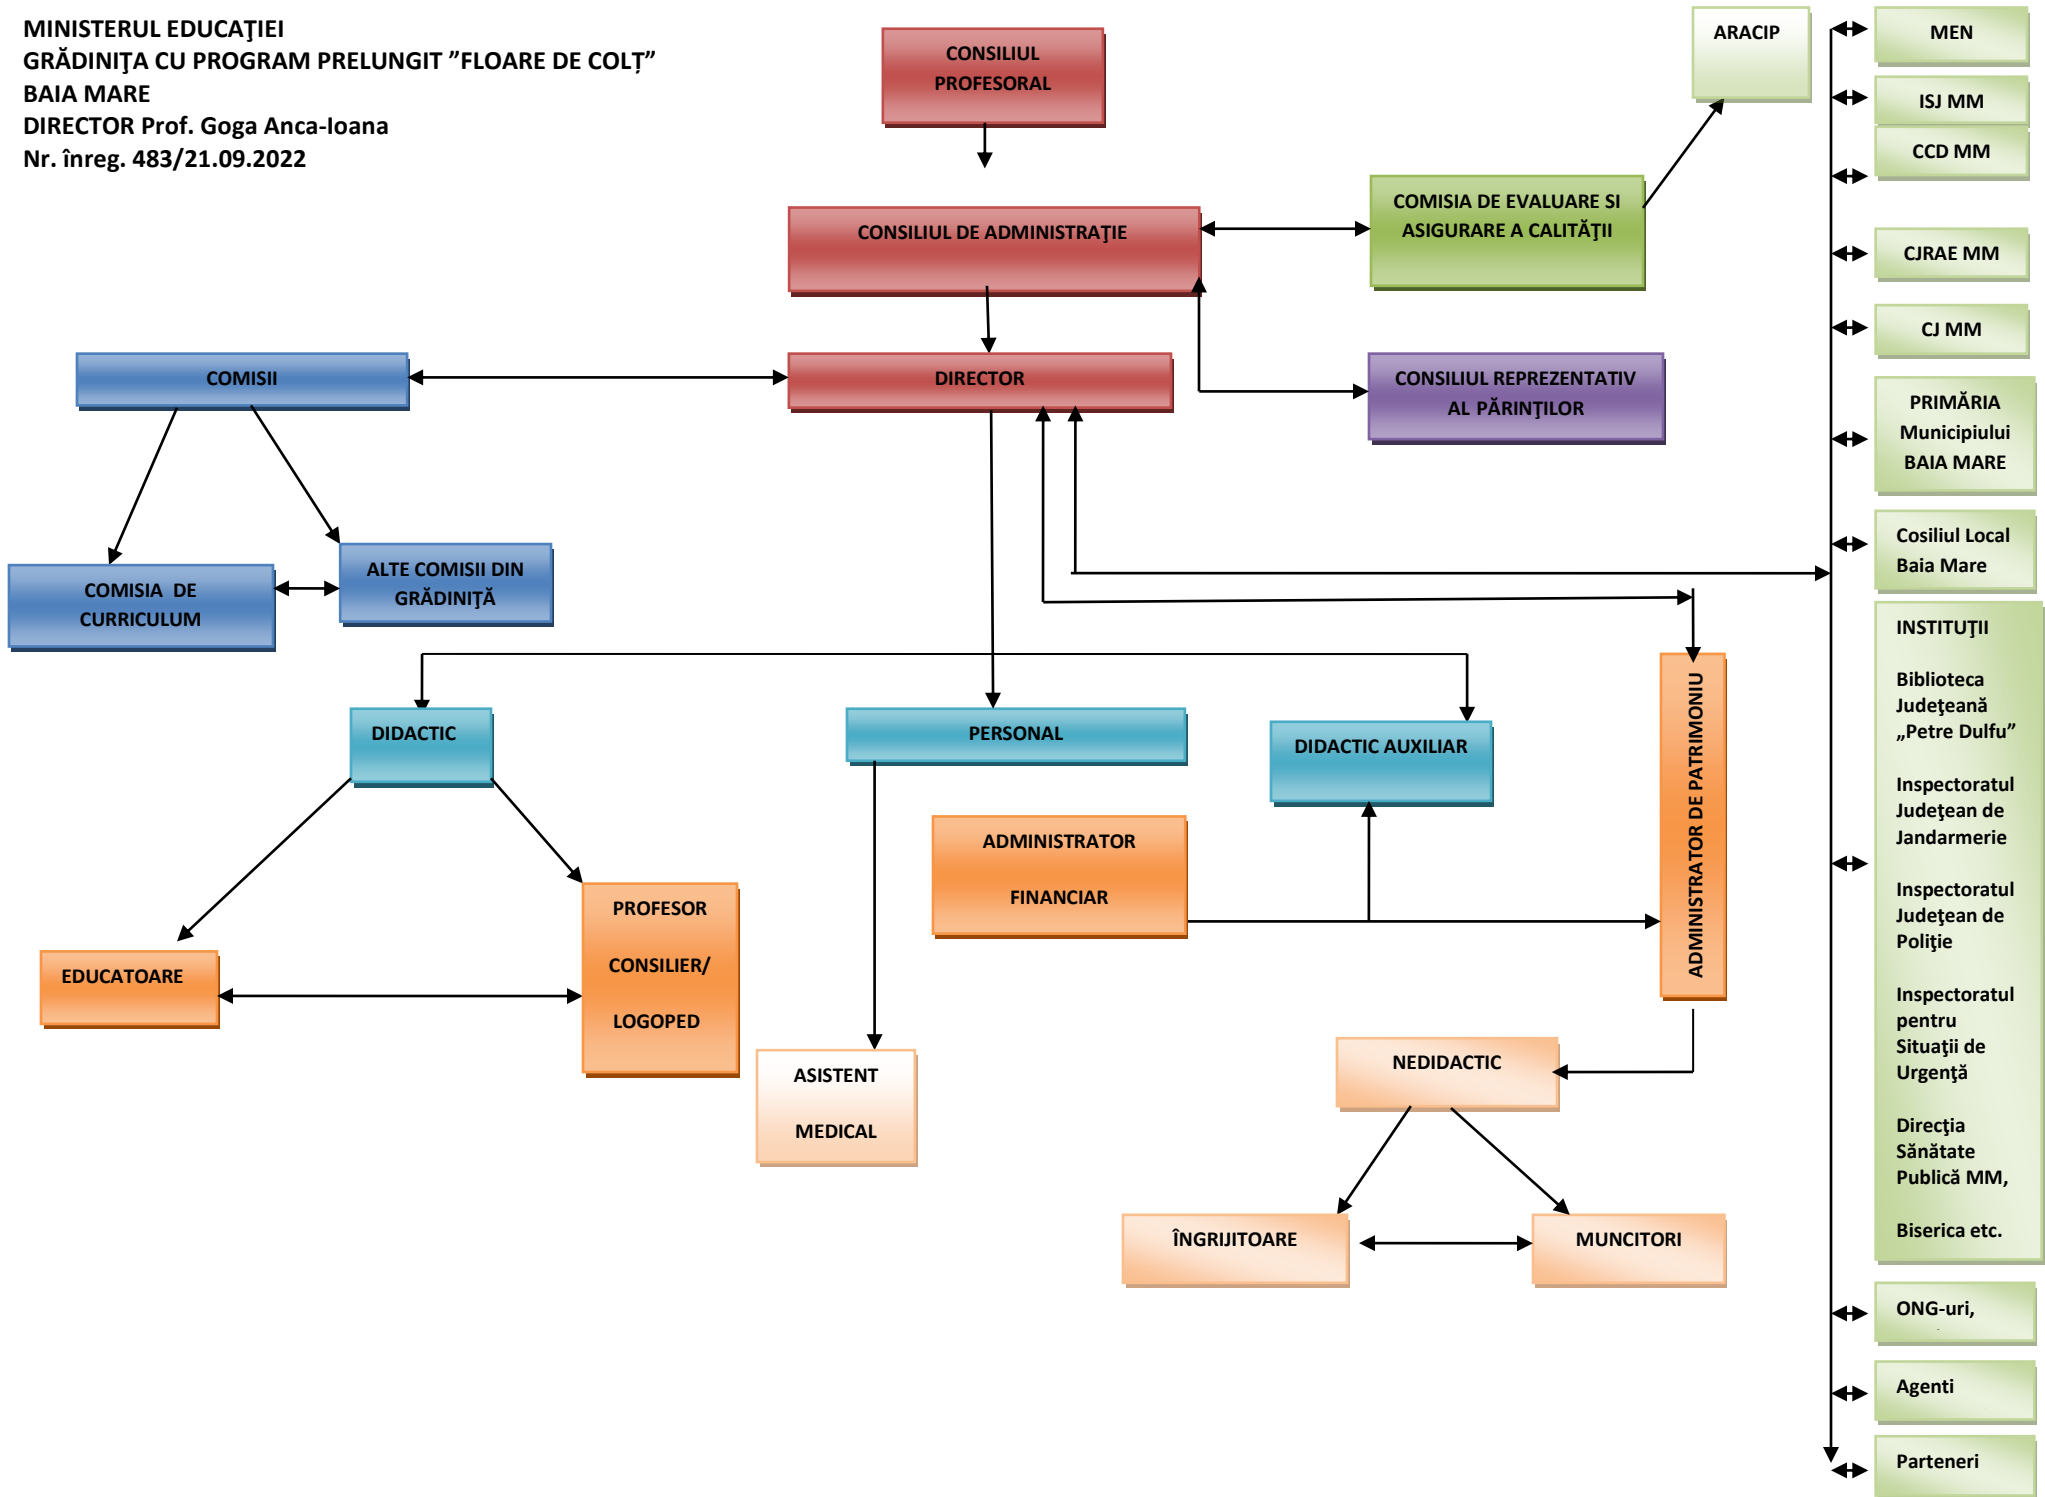 MINISTERUL EDUCAŢIEI
GRĂDINIŢA CU PROGRAM PRELUNGIT ”FLOARE DE COLȚ”
BAIA MARE
DIRECTOR Prof. Goga Anca-Ioana
Nr. înreg. 483/21.09.2022
CONSILIUL
PROFESORAL
ARACIP
MEN
ISJ MM
CCD MM
COMISIA DE EVALUARE SI
ASIGURARE A CALITĂŢII
CONSILIUL DE ADMINISTRAŢIE
CJRAE MM
CJ MM
COMISII
DIRECTOR
CONSILIUL REPREZENTATIV
AL PĂRINŢILOR
PRIMĂRIA
Municipiului
BAIA MARE
Cosiliul Local
Baia Mare
COMISIA DE
CURRICULUM
ALTE COMISII DIN
GRĂDINIŢĂ
INSTITUŢII
Biblioteca
Judeţeană
„Petre Dulfu”
Inspectoratul
Judeţean de
Jandarmerie
Inspectoratul
Judeţean de
Poliţie
Inspectoratul
pentru
Situaţii de
Urgenţă
Direcţia
Sănătate
Publică MM,
Biserica etc.
DIDACTIC
PERSONAL
DIDACTIC AUXILIAR
ADMINISTRATOR DE PATRIMONIU
ADMINISTRATOR
FINANCIAR
PROFESOR
CONSILIER/
LOGOPED
EDUCATOARE
ASISTENT
MEDICAL
NEDIDACTIC
ÎNGRIJITOARE
MUNCITORI
ONG-uri,
Agenti
Parteneri